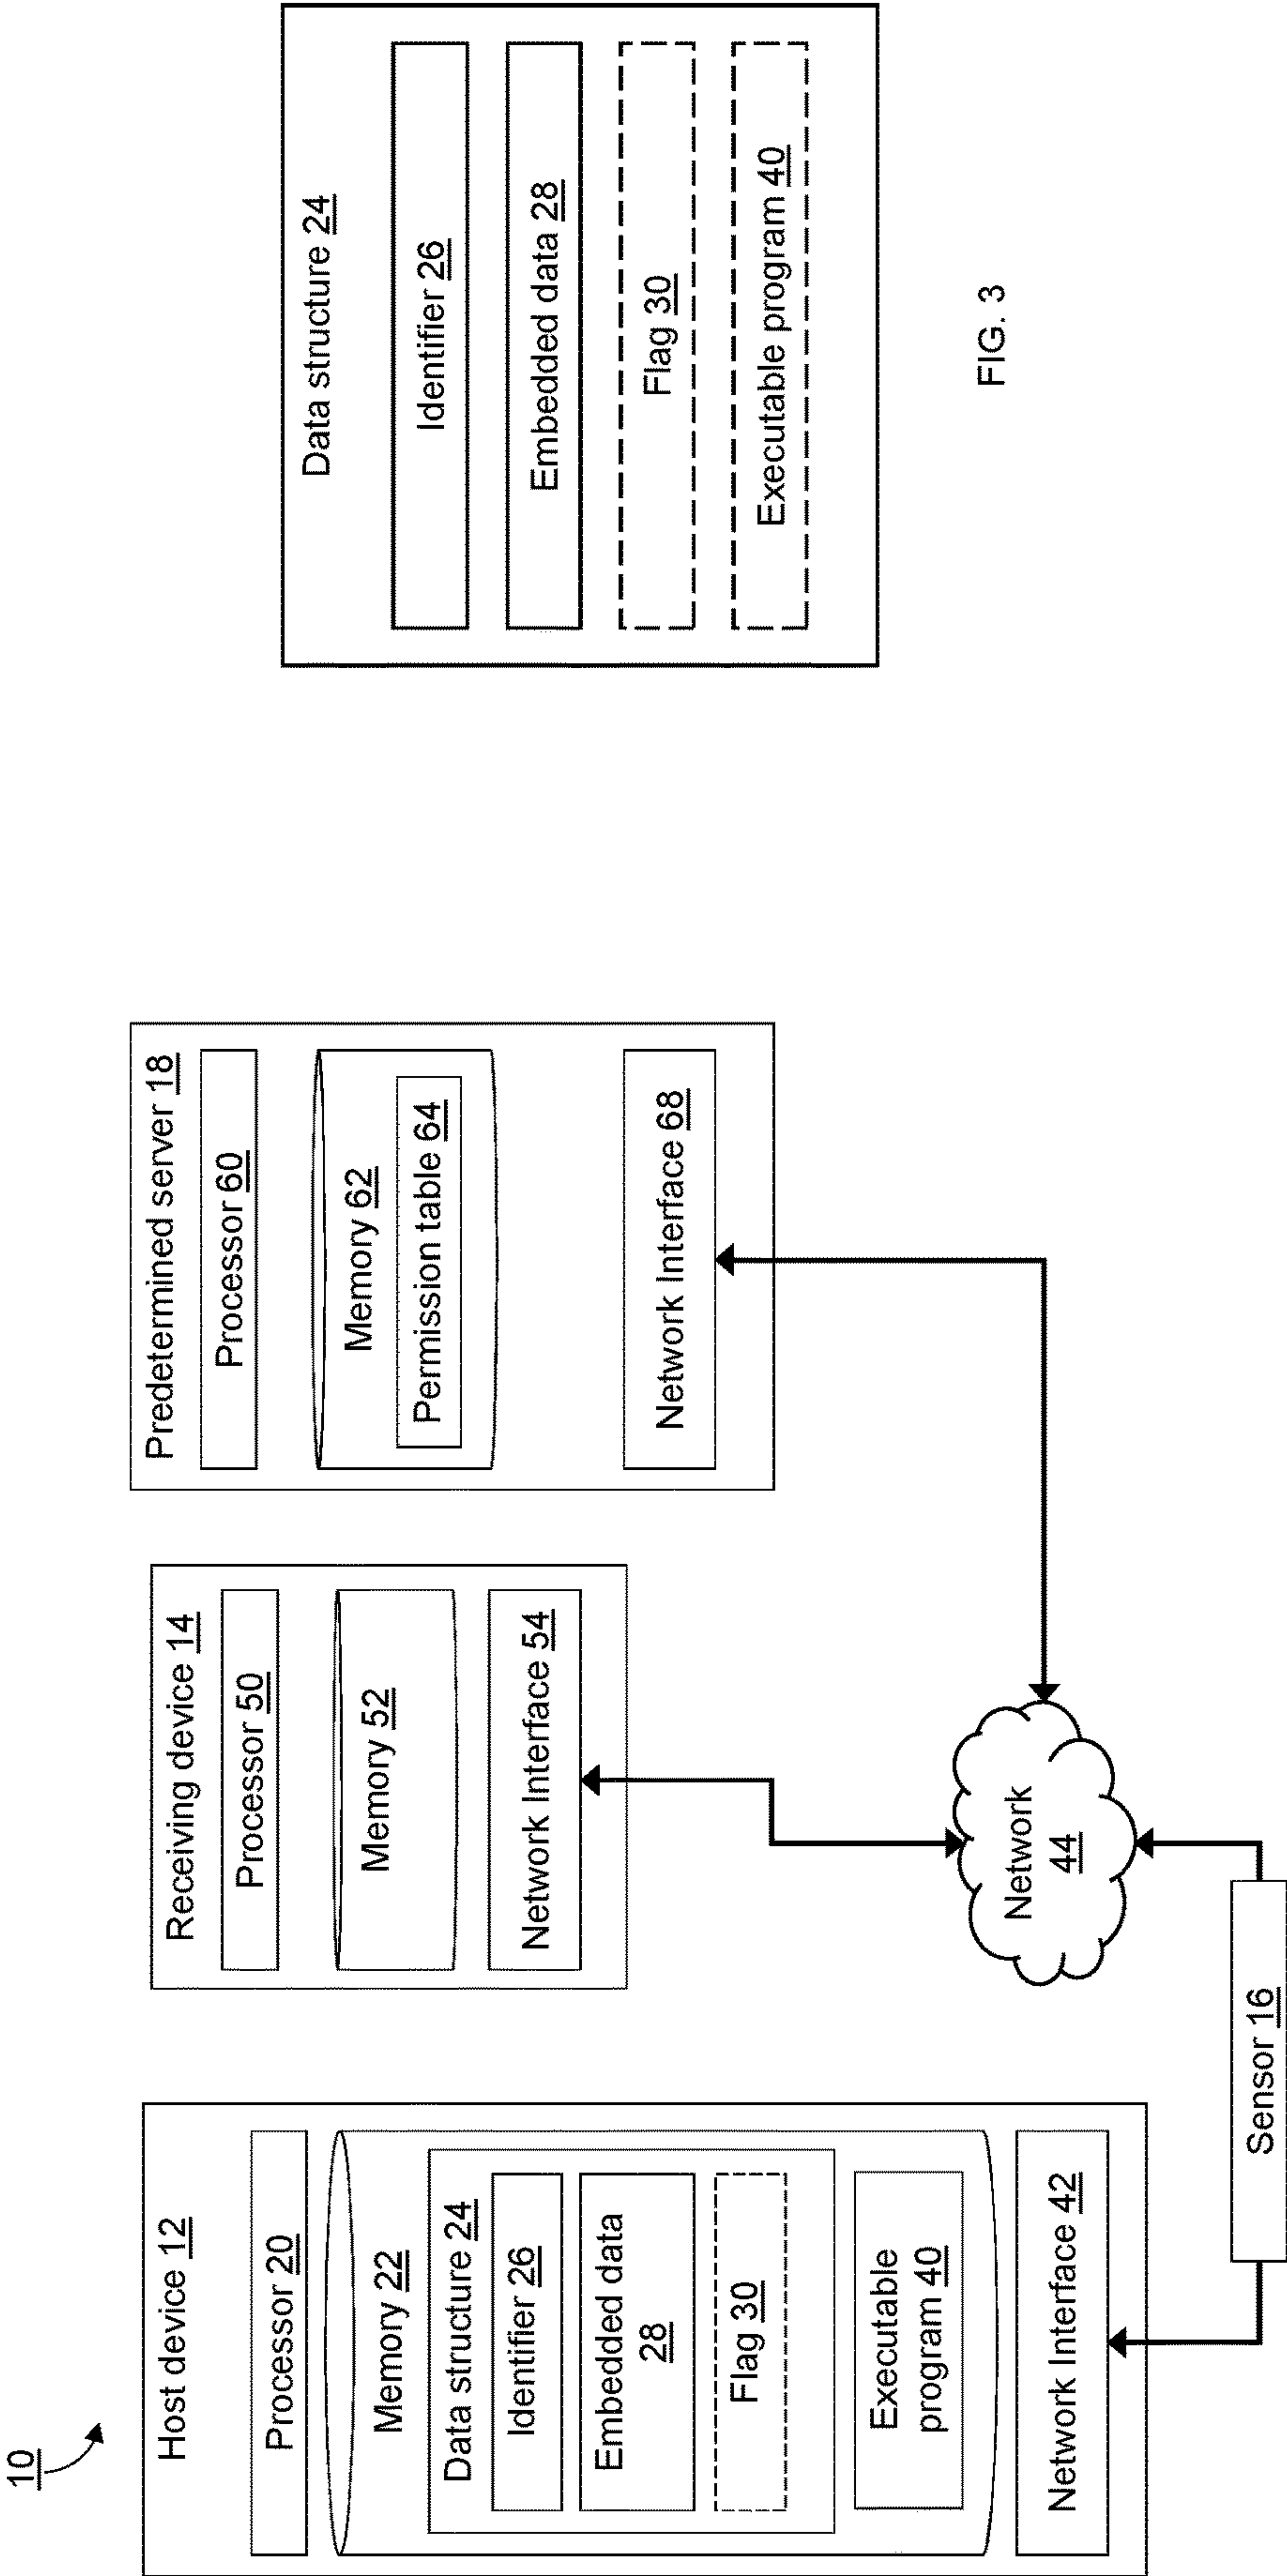 10
Host device 12
Processor 20
Memory 22
Data structure 24
Identifier 26
Embedded data
28
Flag 30
Executable
program 40
Network Interface 42
Sensor 16
Network
44
Receiving device 14
Processor 50
Memory 52
Network Interface 54
Predetermined server 18
Processor 60
Memory 62
Permission table 64
Network Interface 68
Data structure 24
Identifier 26
Embedded data 28
Flag 30
Executable program 40
FIG. 3